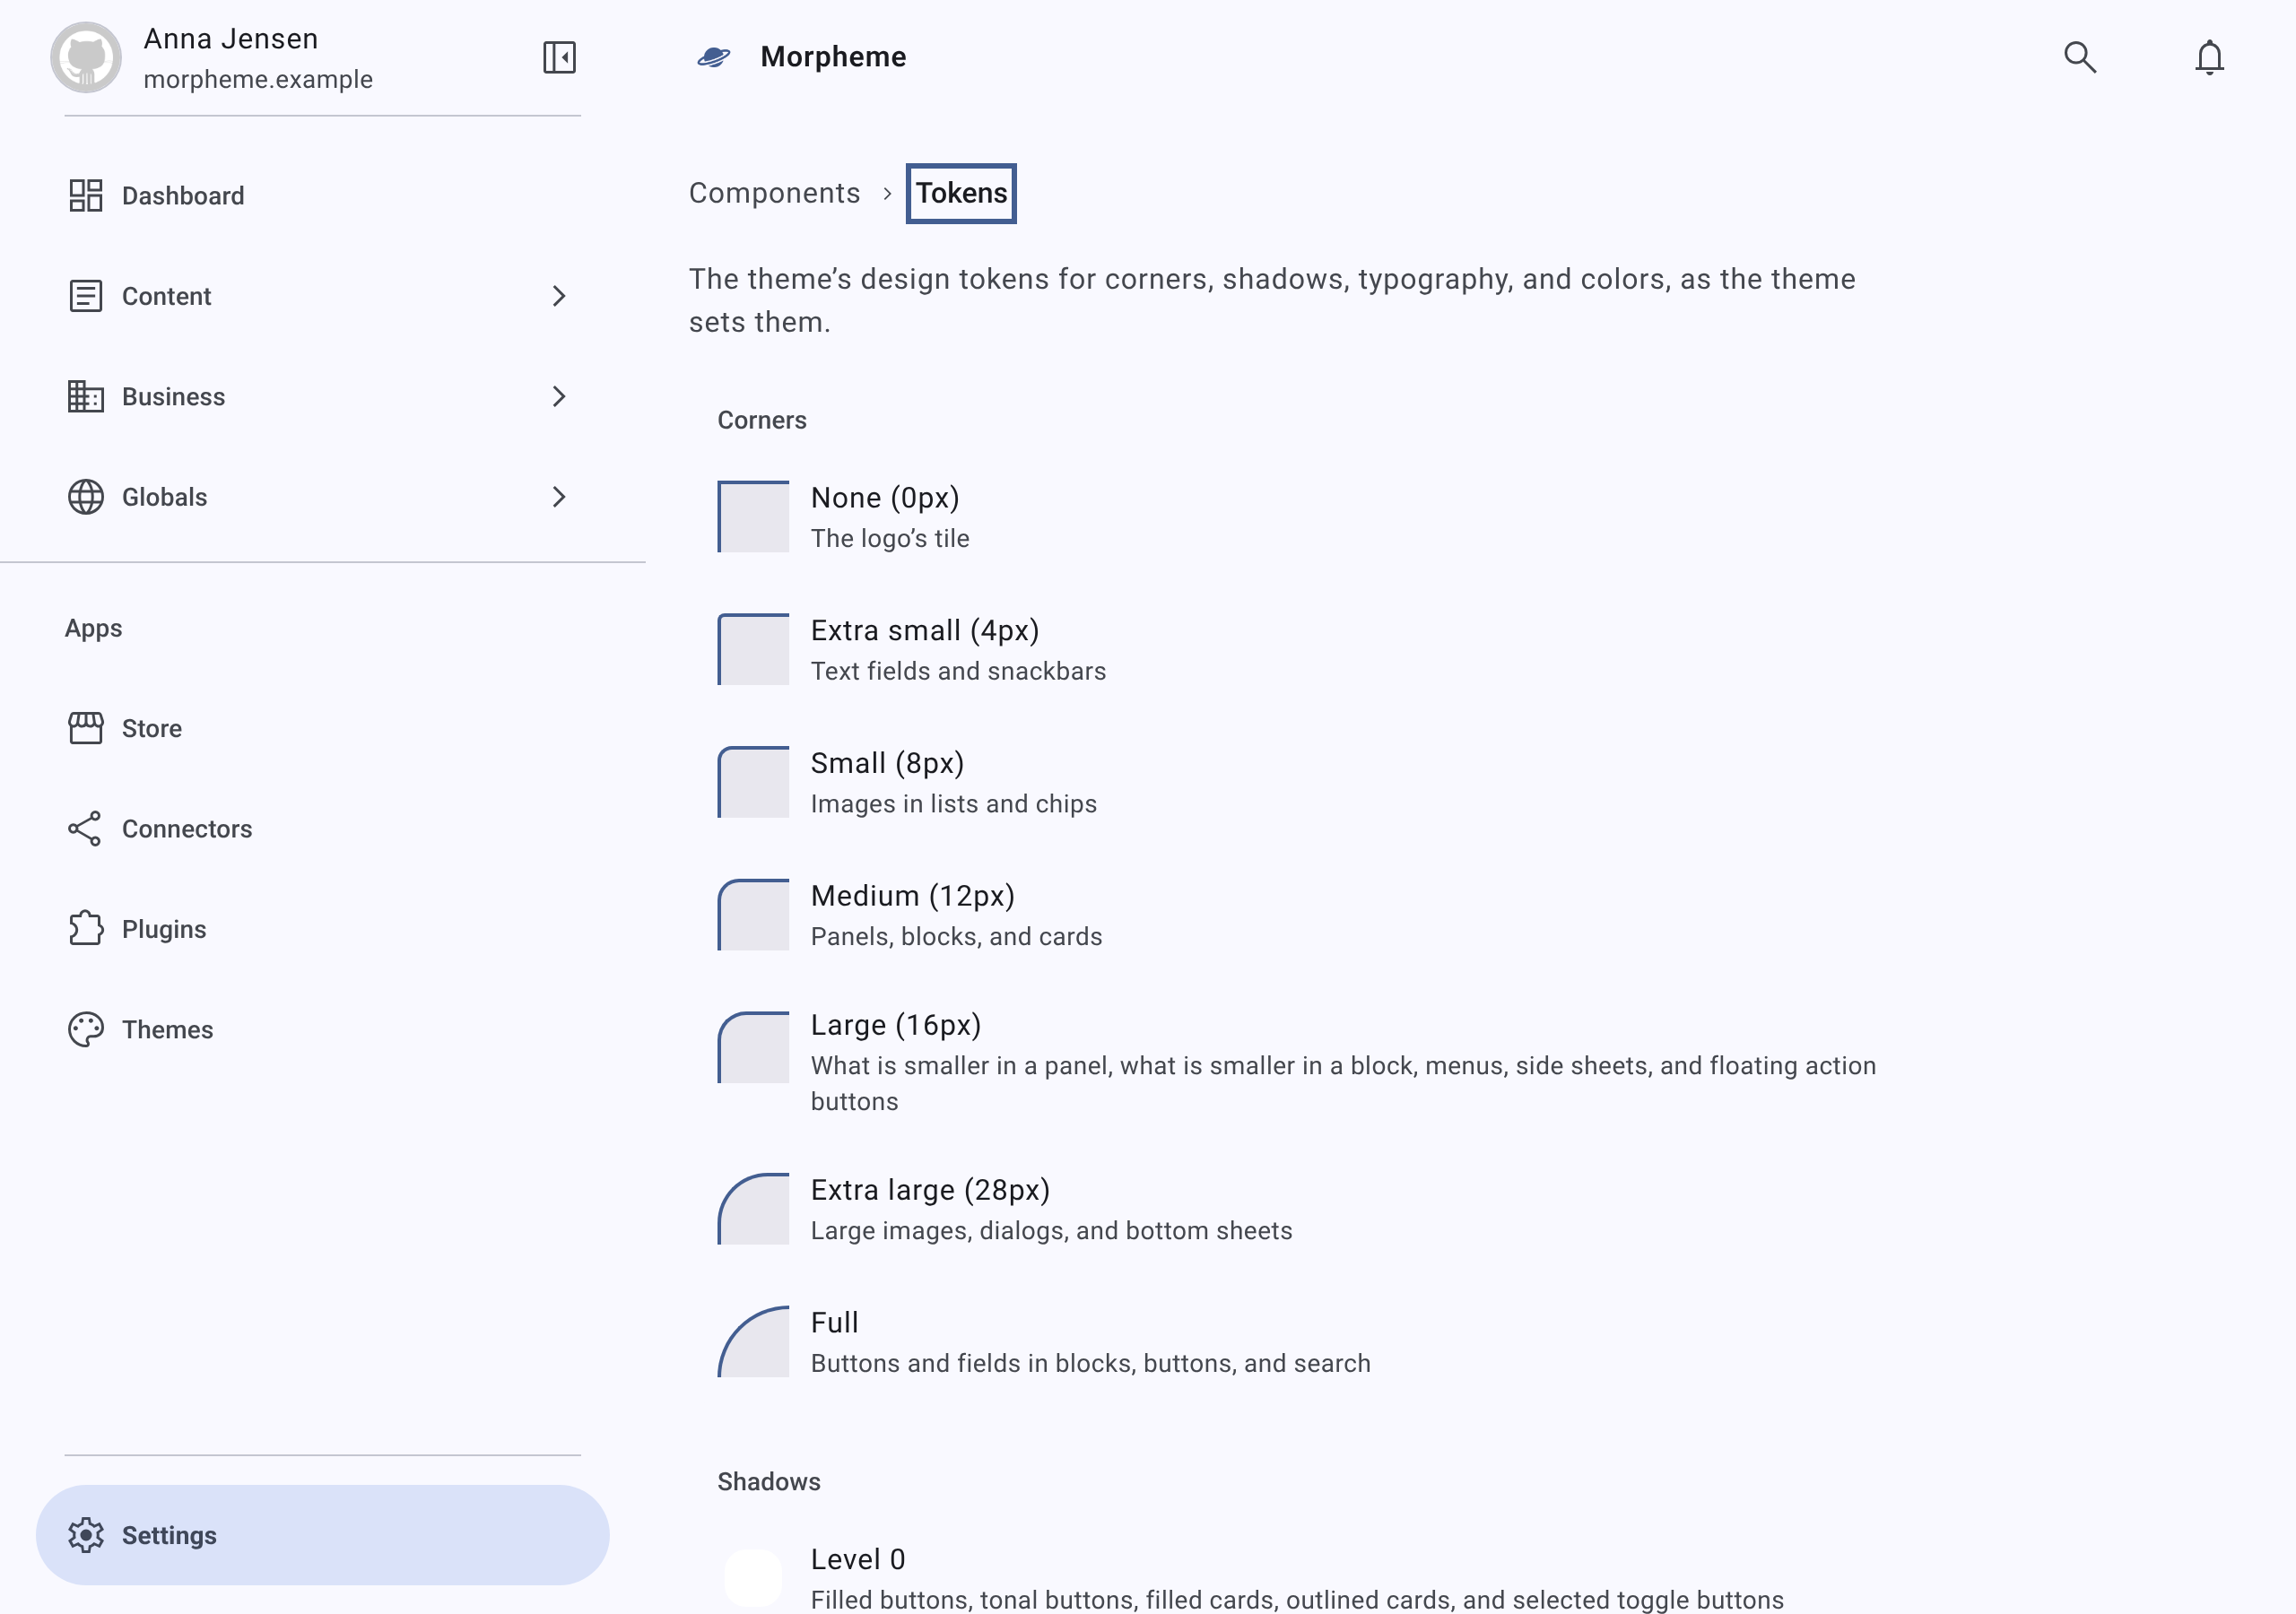 Anna Jensen
morpheme.example
Dashboard
Content
Business
Globals
Apps
Store
Connectors
Plugins
Themes
Settings
Morpheme
Components › Tokens
The theme’s design tokens for corners, shadows, typography, and colors, as the theme
sets them.
Corners
None (0px)
The logo’s tile
Extra small (4px)
Text fields and snackbars
Small (8px)
Images in lists and chips
Medium (12px)
Panels, blocks, and cards
Large (16px)
What is smaller in a panel, what is smaller in a block, menus, side sheets, and floating action
buttons
Extra large (28px)
Large images, dialogs, and bottom sheets
Full
Buttons and fields in blocks, buttons, and search
Shadows
Level 0
Filled buttons, tonal buttons, filled cards, outlined cards, and selected toggle buttons